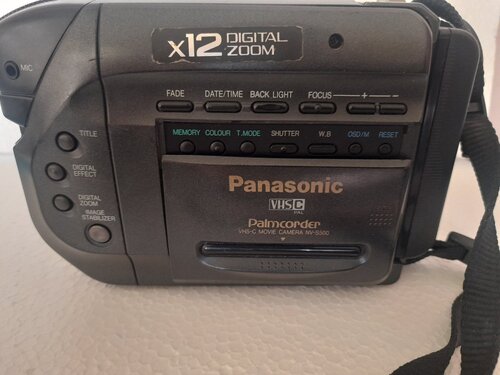 x12 DIGITAL ZOOM
MIC
FADE DATE/TIME BACK LIGHT FOCUS + −
MEMORY COLOUR T.MODE SHUTTER W.B OSD/M. RESET
TITLE
DIGITAL
EFFECT
DIGITAL
ZOOM
IMAGE
STABILIZER
Panasonic
VHS C
PAL
Palmcorder
VHS-C MOVIE CAMERA NV-S500